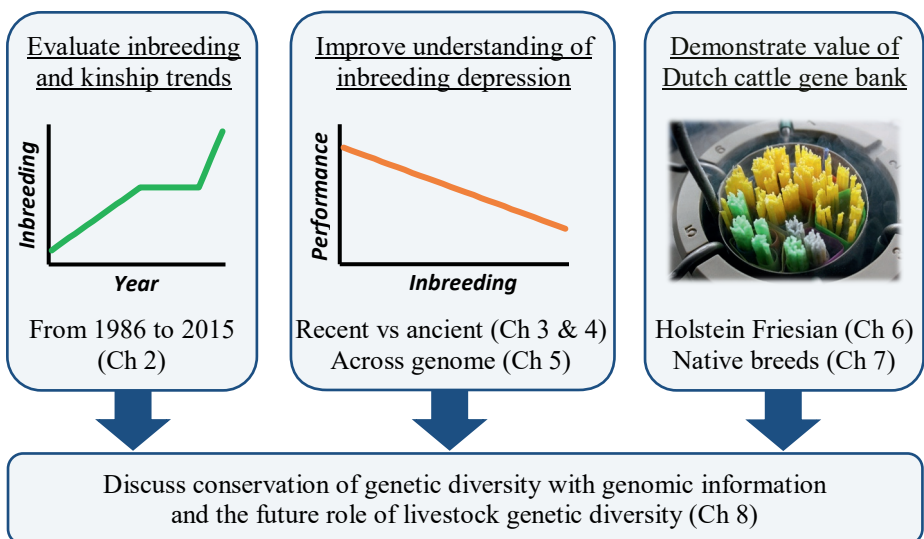 Evaluate inbreeding
and kinship trends
Inbreeding
Year
From 1986 to 2015
(Ch 2)
Improve understanding of
inbreeding depression
Performance
Inbreeding
Recent vs ancient (Ch 3 & 4)
Across genome (Ch 5)
Demonstrate value of
Dutch cattle gene bank
5
Holstein Friesian (Ch 6)
Native breeds (Ch 7)
Discuss conservation of genetic diversity with genomic information
and the future role of livestock genetic diversity (Ch 8)